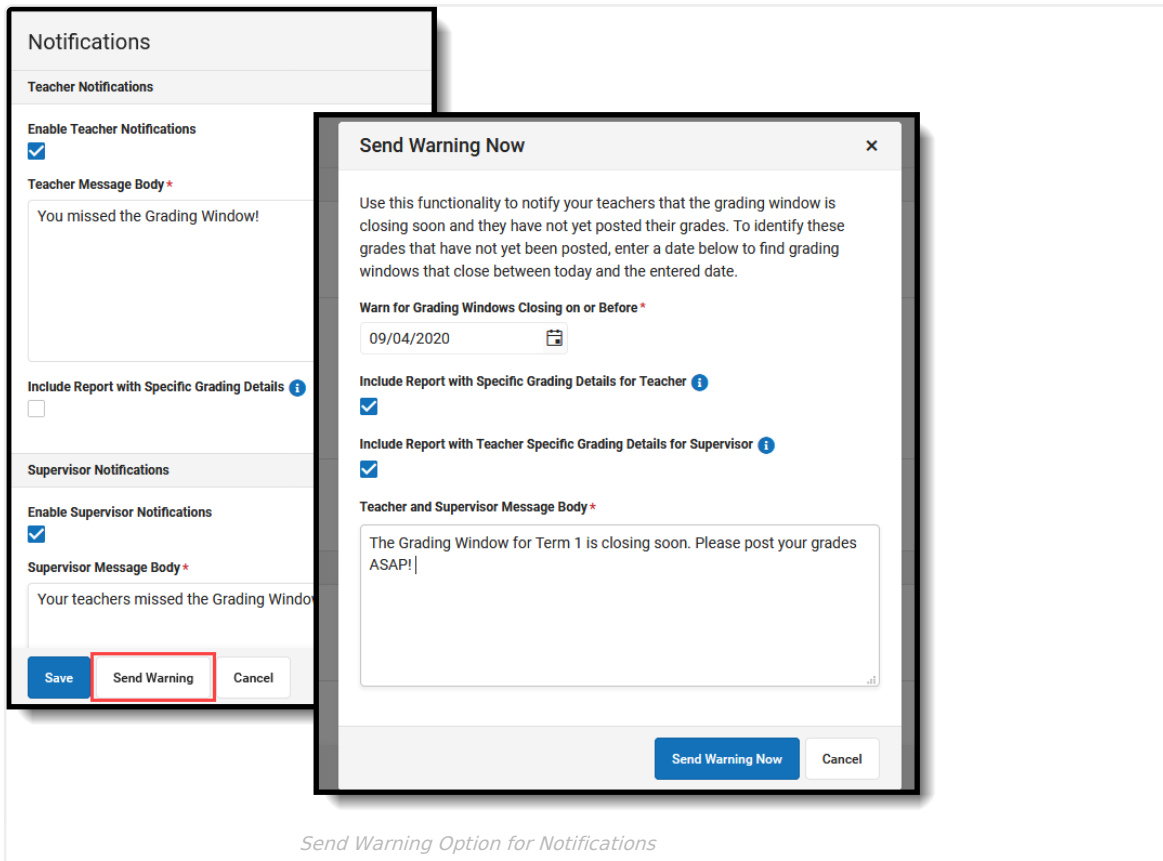 Notifications
Teacher Notifications
Enable Teacher Notifications
Teacher Message Body *
You missed the Grading Window!
Include Report with Specific Grading Details
Supervisor Notifications
Enable Supervisor Notifications
Supervisor Message Body *
Your teachers missed the Grading Window
Save Send Warning Cancel
Send Warning Now
Use this functionality to notify your teachers that the grading window is
closing soon and they have not yet posted their grades. To identify these
grades that have not yet been posted, enter a date below to find grading
windows that close between today and the entered date.
Warn for Grading Windows Closing on or Before *
09/04/2020
Include Report with Specific Grading Details for Teacher
Include Report with Teacher Specific Grading Details for Supervisor
Teacher and Supervisor Message Body *
The Grading Window for Term 1 is closing soon. Please post your grades
ASAP!
Send Warning Now Cancel
Send Warning Option for Notifications